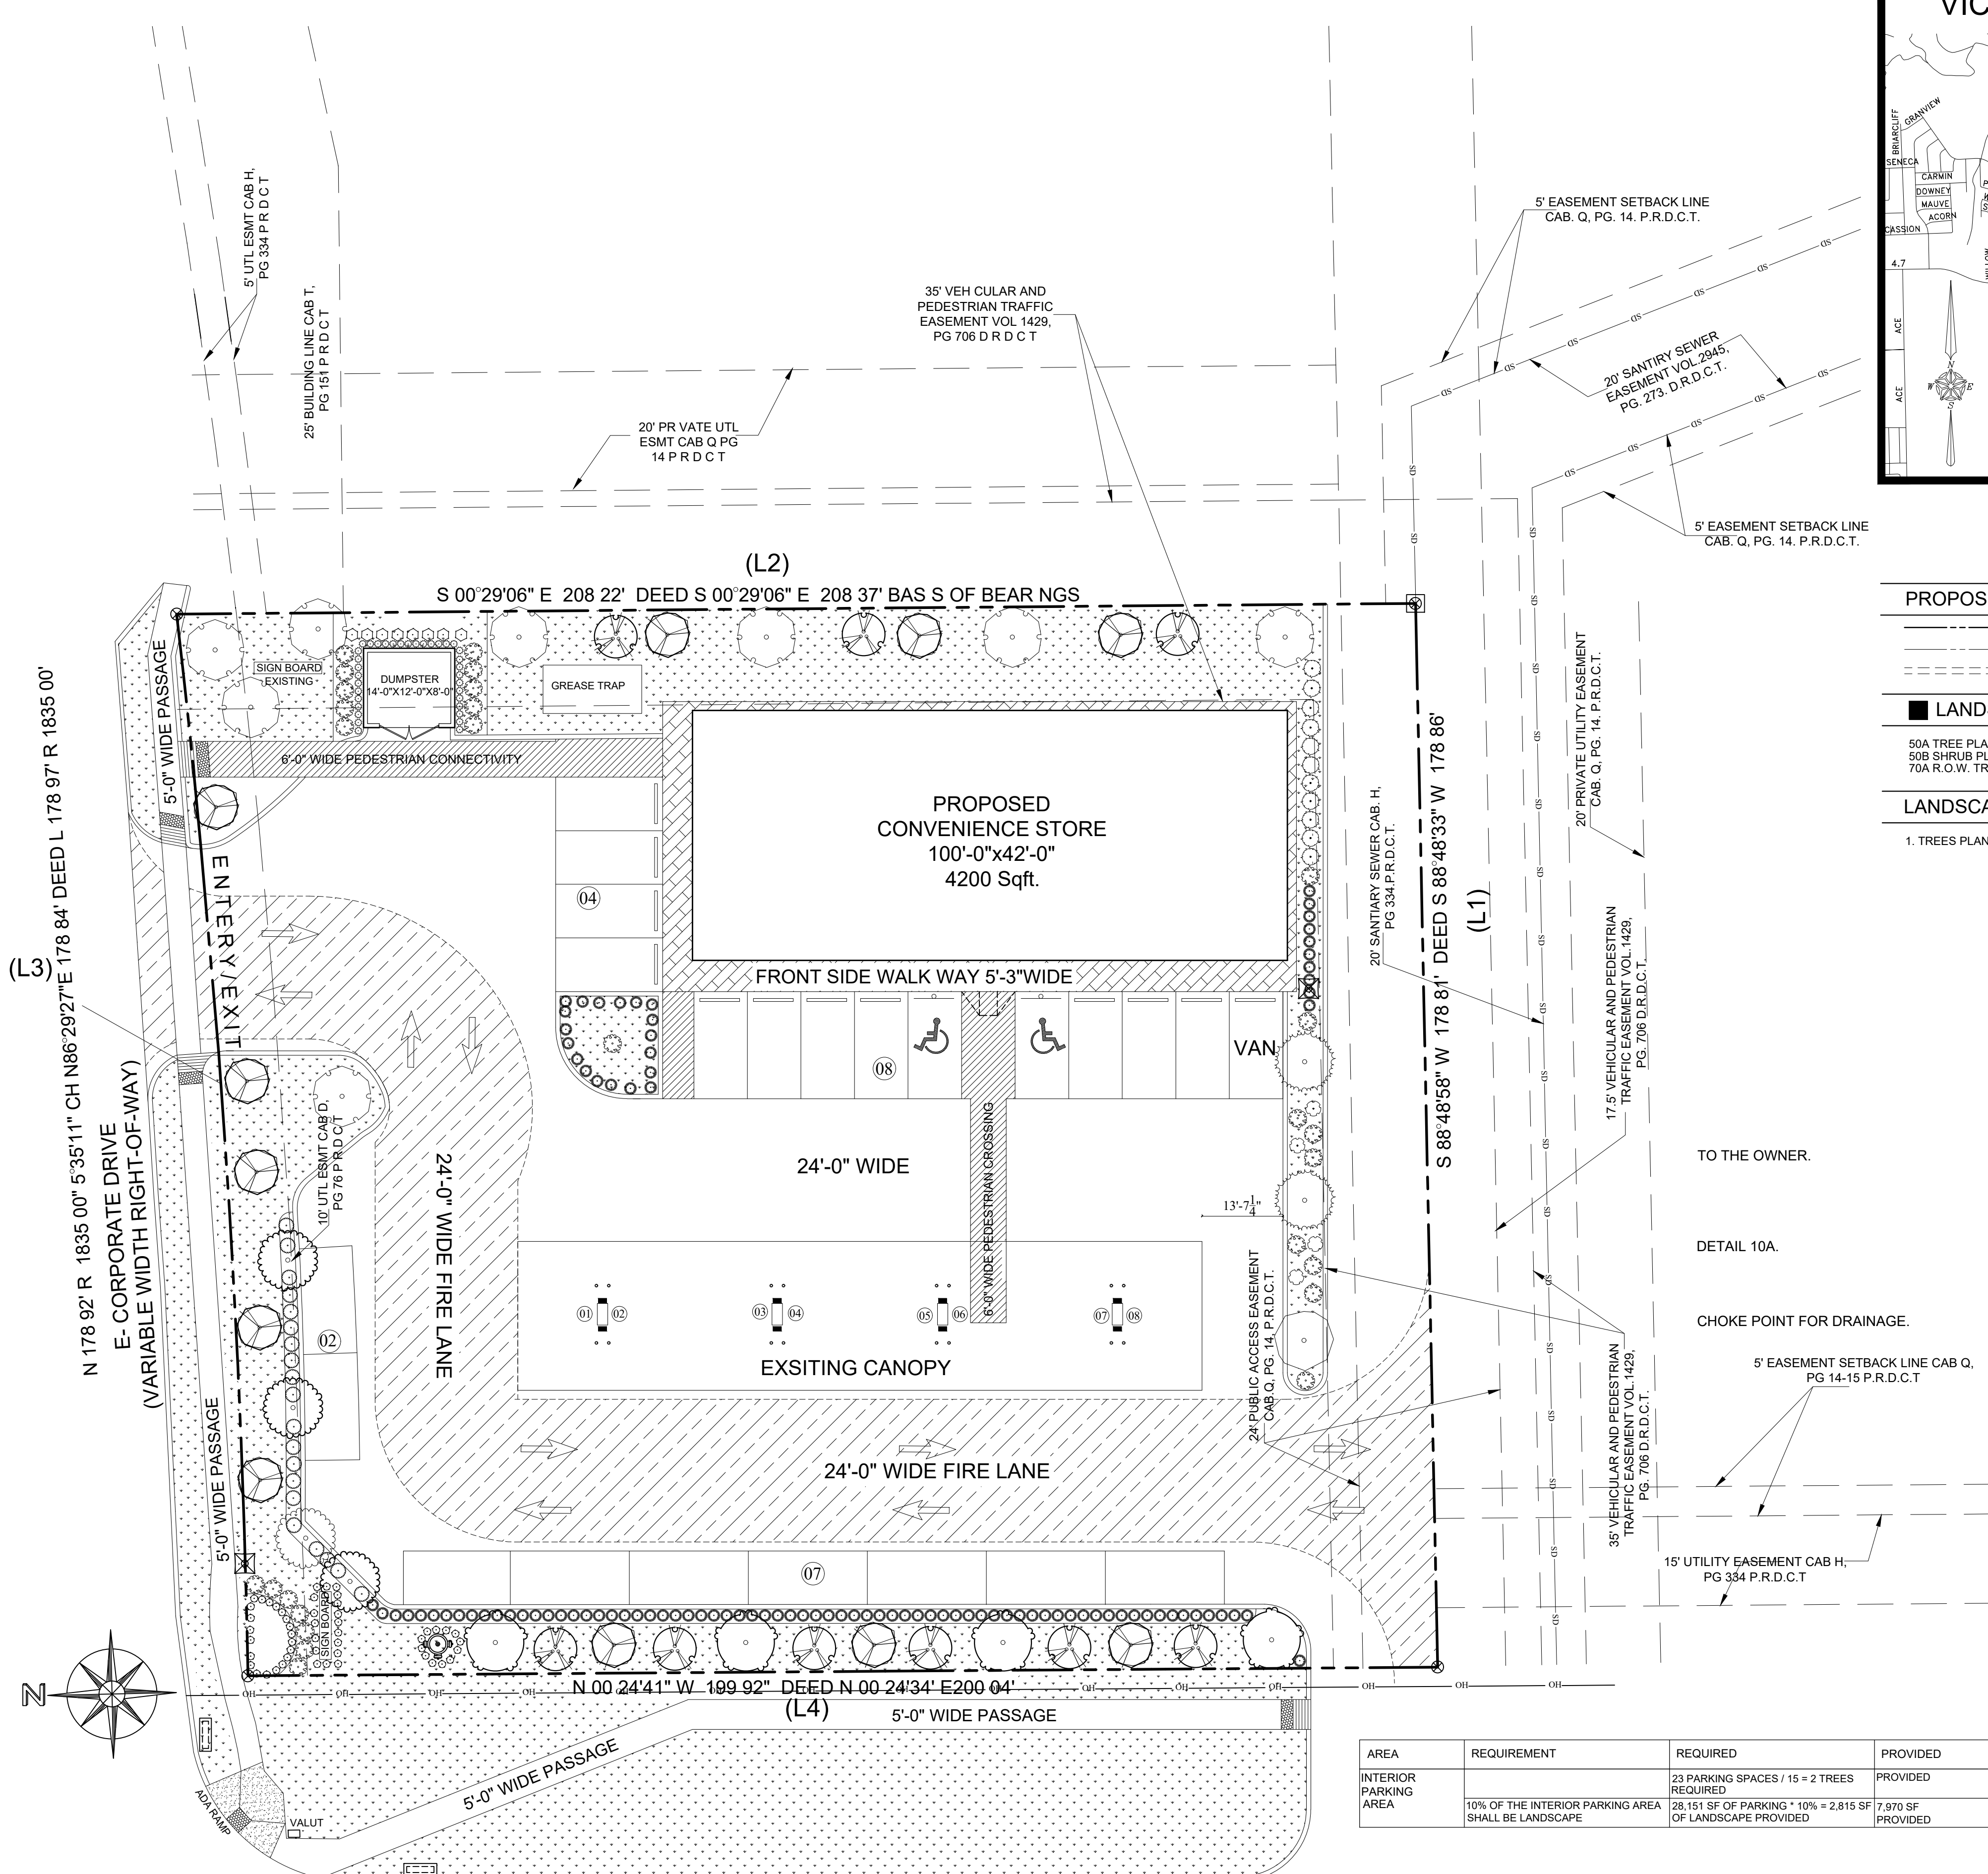 VIC
BRIARCLIFF
GRANVIEW
SENECA
CARMIN
DOWNEY
MAUVE
ACORN
CASSION
4.7
ACE
ACE
N
W E
S
5' UTL ESMT CAB H,
PG 334 P R D C T
25' BUILDING LINE CAB T,
PG 151 P R D C T
35' VEH CULAR AND
PEDESTRIAN TRAFFIC
EASEMENT VOL 1429,
PG 706 D R D C T
20' PR VATE UTL
ESMT CAB Q PG
14 P R D C T
5' EASEMENT SETBACK LINE
CAB. Q, PG. 14. P.R.D.C.T.
20' SANTIRY SEWER
EASEMENT VOL.2945,
PG. 273. D.R.D.C.T.
5' EASEMENT SETBACK LINE
CAB. Q, PG. 14. P.R.D.C.T.
(L2)
S 00°29'06" E 208 22' DEED S 00°29'06" E 208 37' BAS S OF BEAR NGS
PROPOS
LAND
50A TREE PLA
50B SHRUB PL
70A R.O.W. TR
LANDSCA
1. TREES PLAN
5'-0" WIDE PASSAGE
SIGN BOARD
EXISTING
DUMPSTER
14'-0"X12'-0"X8'-0"
GREASE TRAP
6'-0" WIDE PEDESTRIAN CONNECTIVITY
PROPOSED
CONVENIENCE STORE
100'-0"x42'-0"
4200 Sqft.
04
FRONT SIDE WALK WAY 5'-3"WIDE
08
VAN
ENTERY/EXIT
(L3)
N 178 92' R 1835 00" 5°35'11" CH N86°29'27"E 178 84' DEED L 178 97' R 1835 00'
E- CORPORATE DRIVE
(VARIABLE WIDTH RIGHT-OF-WAY)
10' UTL ESMT CAB D,
PG 76 P R D C T
24'-0" WIDE FIRE LANE
24'-0" WIDE
6'-0" WIDE PEDESTRIAN CROSSING
13'-7 1/4"
20' SANTIARY SEWER CAB. H,
PG 334.P.R.D.C.T.
S 88°48'58" W 178 81' DEED S 88°48'33" W 178 86'
(L1)
20' PRIVATE UTILITY EASEMENT
CAB. Q, PG. 14. P.R.D.C.T.
17.5' VEHICULAR AND PEDESTRIAN
TRAFFIC EASEMENT VOL.1429,
PG. 706 D.R.D.C.T.
TO THE OWNER.
DETAIL 10A.
CHOKE POINT FOR DRAINAGE.
01 02 03 04 05 06 07 08
EXSITING CANOPY
02
24' PUBLIC ACCESS EASEMENT
CAB.Q, PG. 14, P.R.D.C.T.
35' VEHICULAR AND PEDESTRIAN
TRAFFIC EASEMENT VOL.1429,
PG. 706 D.R.D.C.T.
5' EASEMENT SETBACK LINE CAB Q,
PG 14-15 P.R.D.C.T
15' UTILITY EASEMENT CAB H,
PG 334 P.R.D.C.T
5'-0" WIDE PASSAGE
24'-0" WIDE FIRE LANE
07
SIGN BOARD
N
N 00 24'41" W 199 92" DEED N 00 24'34' E200 04'
(L4)
OH OH OH OH OH OH OH OH OH OH OH OH OH OH OH
5'-0" WIDE PASSAGE
5'-0" WIDE PASSAGE
ADA RAMP
VALUT
AREA REQUIREMENT REQUIRED PROVIDED
INTERIOR
PARKING
AREA
23 PARKING SPACES / 15 = 2 TREES
REQUIRED
PROVIDED
10% OF THE INTERIOR PARKING AREA
SHALL BE LANDSCAPE
28,151 SF OF PARKING * 10% = 2,815 SF
OF LANDSCAPE PROVIDED
7,970 SF
PROVIDED